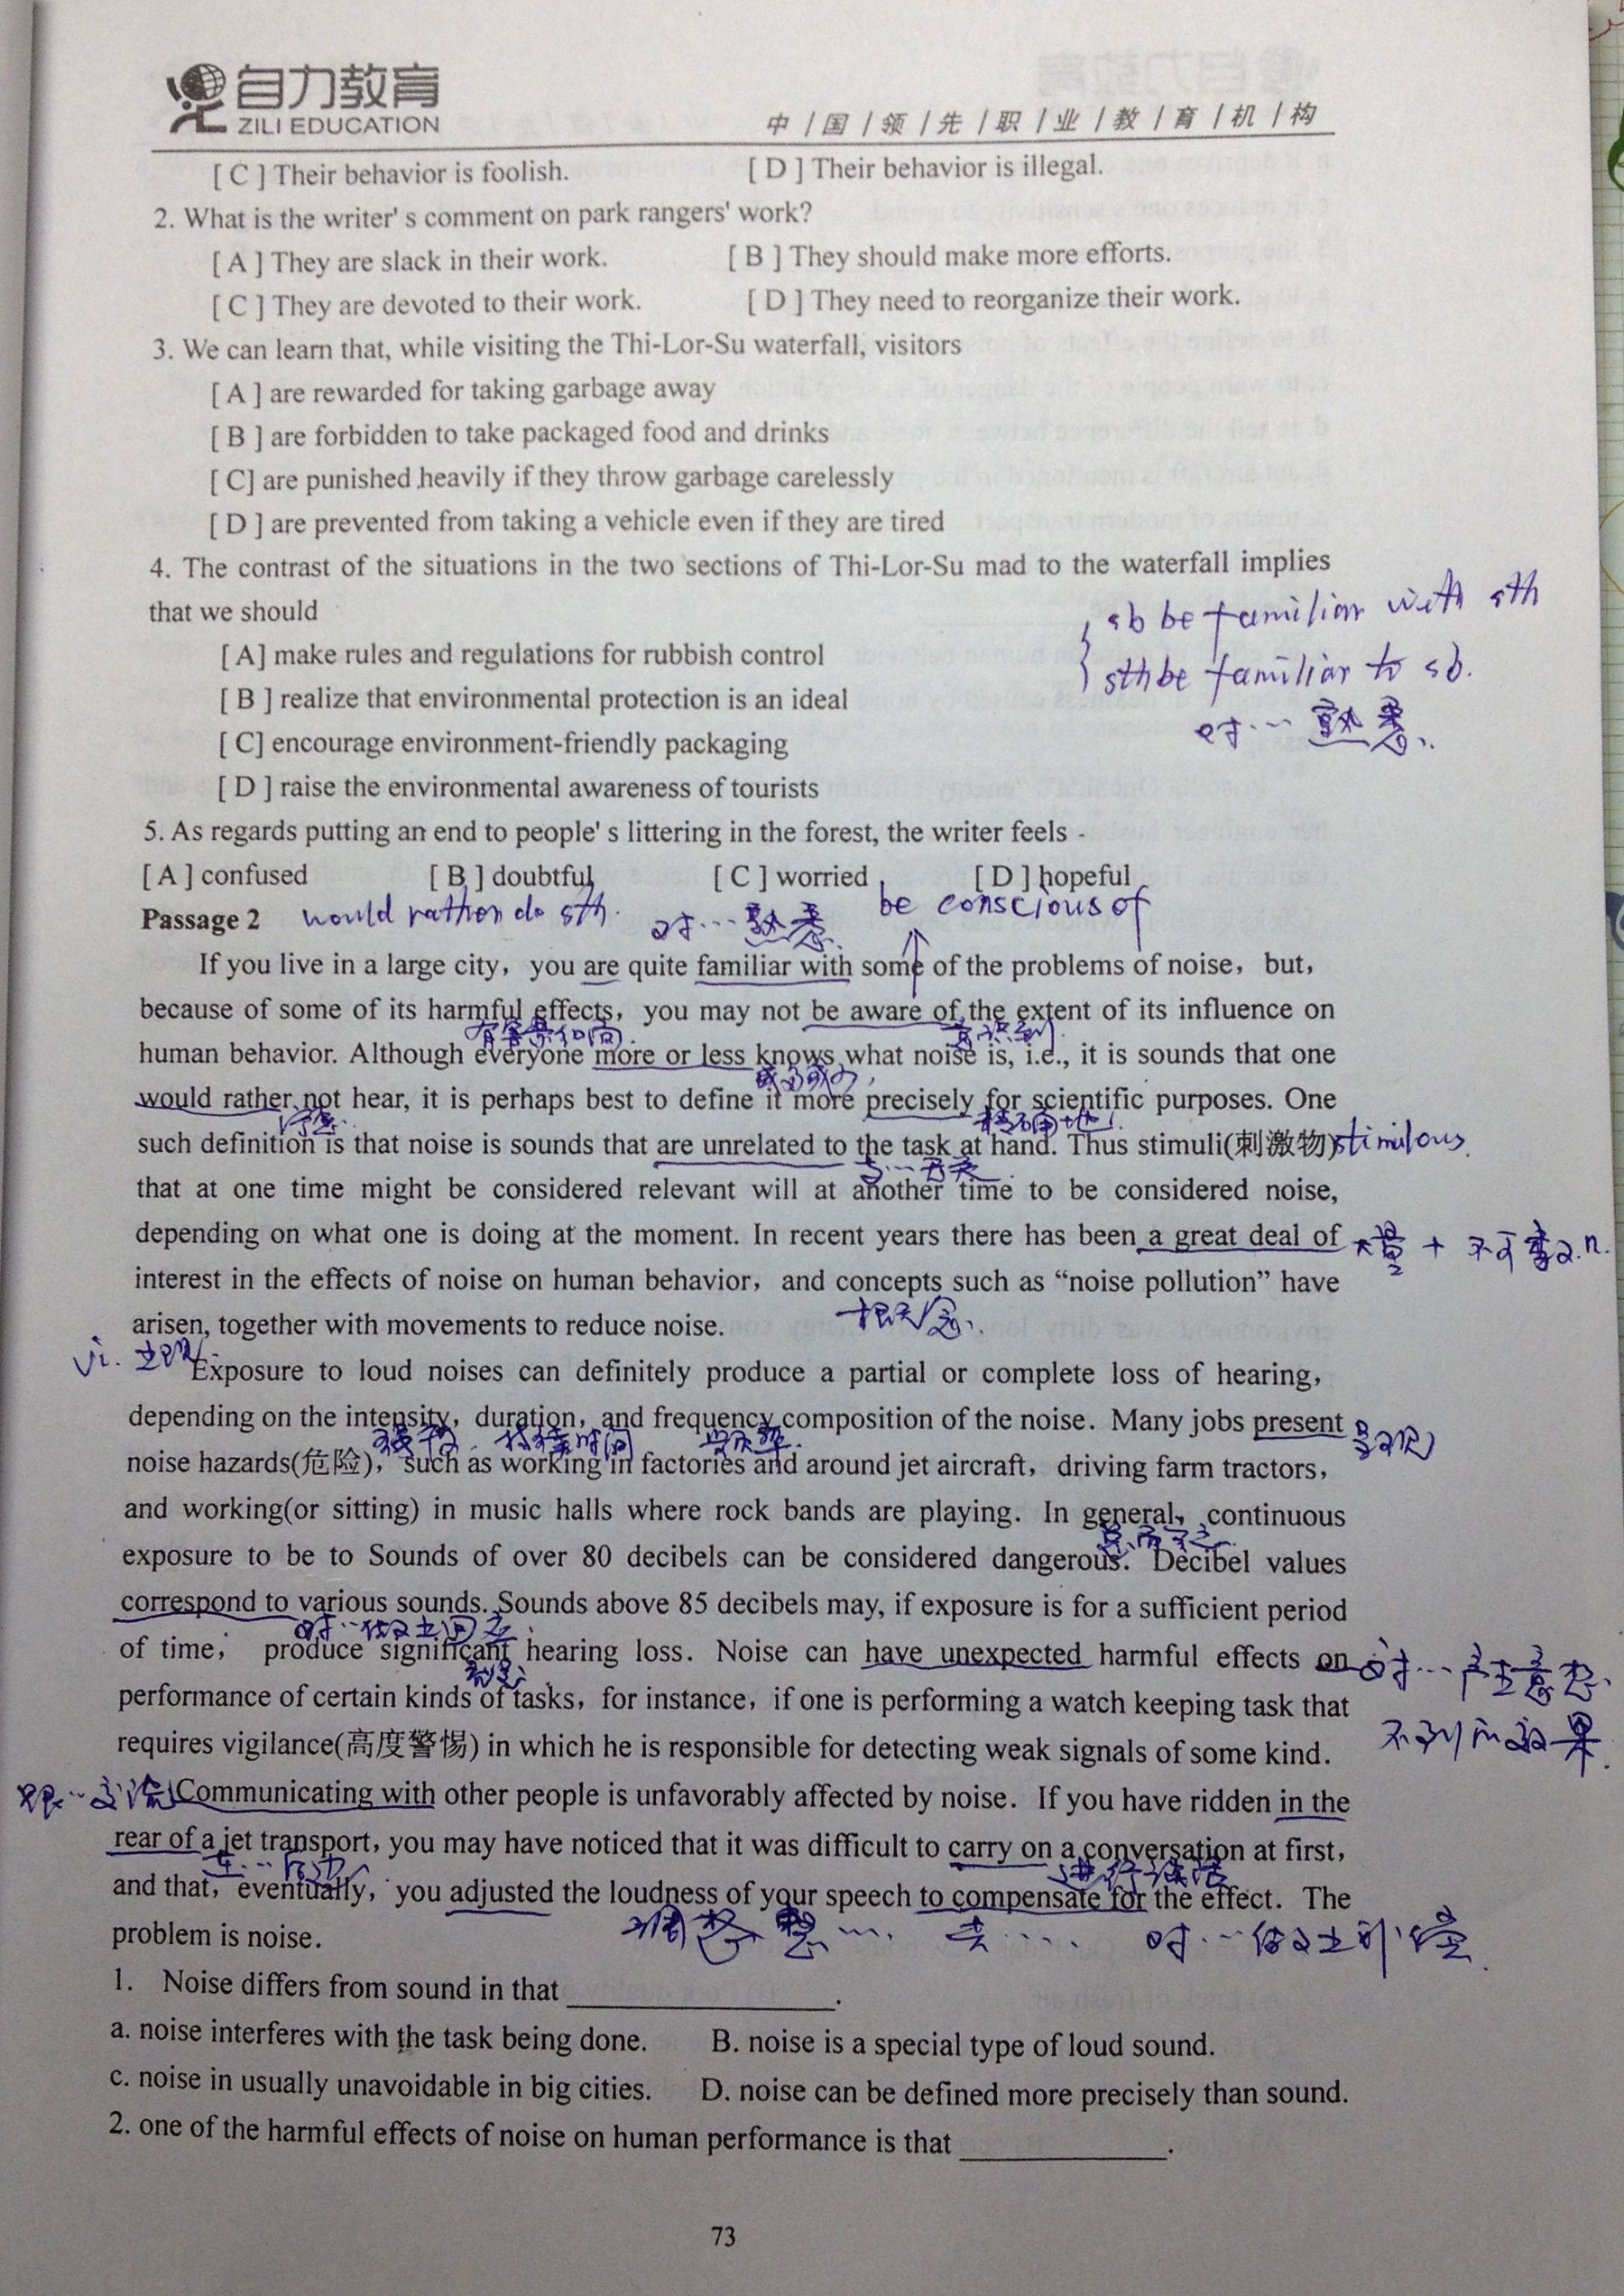 自力教育
ZILI EDUCATION
中 | 国 | 领 | 先 | 职 | 业 | 教 | 育 | 机 | 构
[ C ] Their behavior is foolish. [ D ] Their behavior is illegal.
2. What is the writer' s comment on park rangers' work?
[ A ] They are slack in their work. [ B ] They should make more efforts.
[ C ] They are devoted to their work. [ D ] They need to reorganize their work.
3. We can learn that, while visiting the Thi-Lor-Su waterfall, visitors
[ A ] are rewarded for taking garbage away
[ B ] are forbidden to take packaged food and drinks
[ C] are punished heavily if they throw garbage carelessly
[ D ] are prevented from taking a vehicle even if they are tired
4. The contrast of the situations in the two sections of Thi-Lor-Su mad to the waterfall implies
that we should
sb be familiar with sth
[ A] make rules and regulations for rubbish control
sth be familiar to sb.
[ B ] realize that environmental protection is an ideal
对… 熟悉.
[ C] encourage environment-friendly packaging
[ D ] raise the environmental awareness of tourists
5. As regards putting an end to people' s littering in the forest, the writer feels -
[ A ] confused [ B ] doubtful [ C ] worried [ D ] hopeful
Passage 2 would rather do sth. 对…熟悉. be conscious of
If you live in a large city, you are quite familiar with some of the problems of noise, but,
because of some of its harmful effects, you may not be aware of the extent of its influence on
意识到
human behavior. Although everyone more or less knows what noise is, i.e., it is sounds that one
或多或少
would rather not hear, it is perhaps best to define it more precisely for scientific purposes. One
宁愿. 精确地
such definition is that noise is sounds that are unrelated to the task at hand. Thus stimuli(刺激物) stimulous
与…无关
that at one time might be considered relevant will at another time to be considered noise,
depending on what one is doing at the moment. In recent years there has been a great deal of 大量 + 不可数n.
interest in the effects of noise on human behavior, and concepts such as “noise pollution” have
概念.
arisen, together with movements to reduce noise.
vi. 出现
Exposure to loud noises can definitely produce a partial or complete loss of hearing,
depending on the intensity, duration, and frequency composition of the noise. Many jobs present
持续时间
noise hazards(危险), such as working in factories and around jet aircraft, driving farm tractors,
and working(or sitting) in music halls where rock bands are playing. In general, continuous
总而言之
exposure to be to Sounds of over 80 decibels can be considered dangerous. Decibel values
correspond to various sounds. Sounds above 85 decibels may, if exposure is for a sufficient period
对…做出回应
of time, produce significant hearing loss. Noise can have unexpected harmful effects on 对…产生意想
不到的效果.
performance of certain kinds of tasks, for instance, if one is performing a watch keeping task that
requires vigilance(高度警惕) in which he is responsible for detecting weak signals of some kind.
跟…交流 Communicating with other people is unfavorably affected by noise. If you have ridden in the
rear of a jet transport, you may have noticed that it was difficult to carry on a conversation at first,
在…后边 进行谈话
and that, eventually, you adjusted the loudness of your speech to compensate for the effect. The
调整 对…做出补偿
problem is noise.
1. Noise differs from sound in that ____________.
a. noise interferes with the task being done. B. noise is a special type of loud sound.
c. noise in usually unavoidable in big cities. D. noise can be defined more precisely than sound.
2. one of the harmful effects of noise on human performance is that ____________.
73